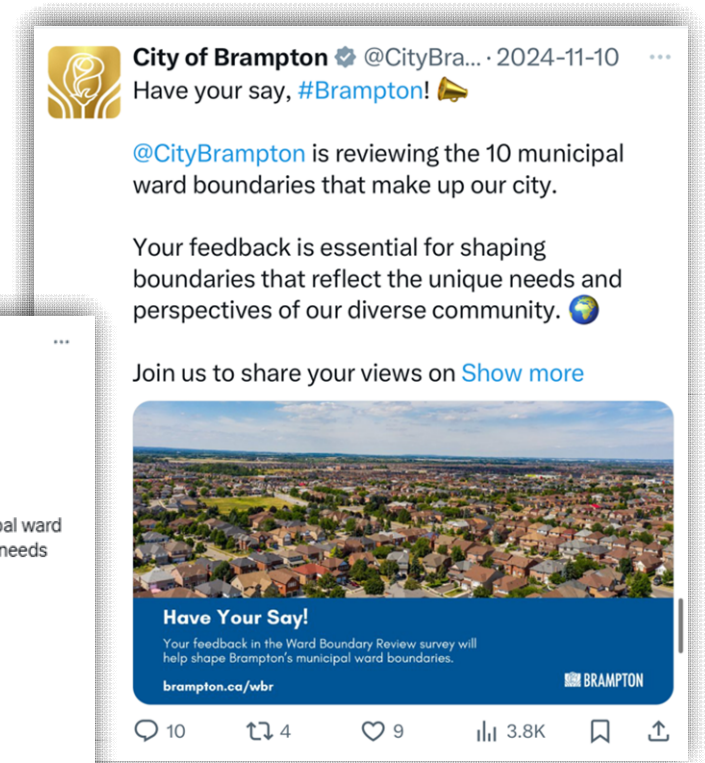 City of Brampton @CityBra... · 2024-11-10
Have your say, #Brampton!
@CityBrampton is reviewing the 10 municipal
ward boundaries that make up our city.
Your feedback is essential for shaping
boundaries that reflect the unique needs and
perspectives of our diverse community.
Join us to share your views on Show more
Have Your Say!
Your feedback in the Ward Boundary Review survey will
help shape Brampton's municipal ward boundaries.
brampton.ca/wbr
BRAMPTON
10 4 9 3.8K
ward
needs